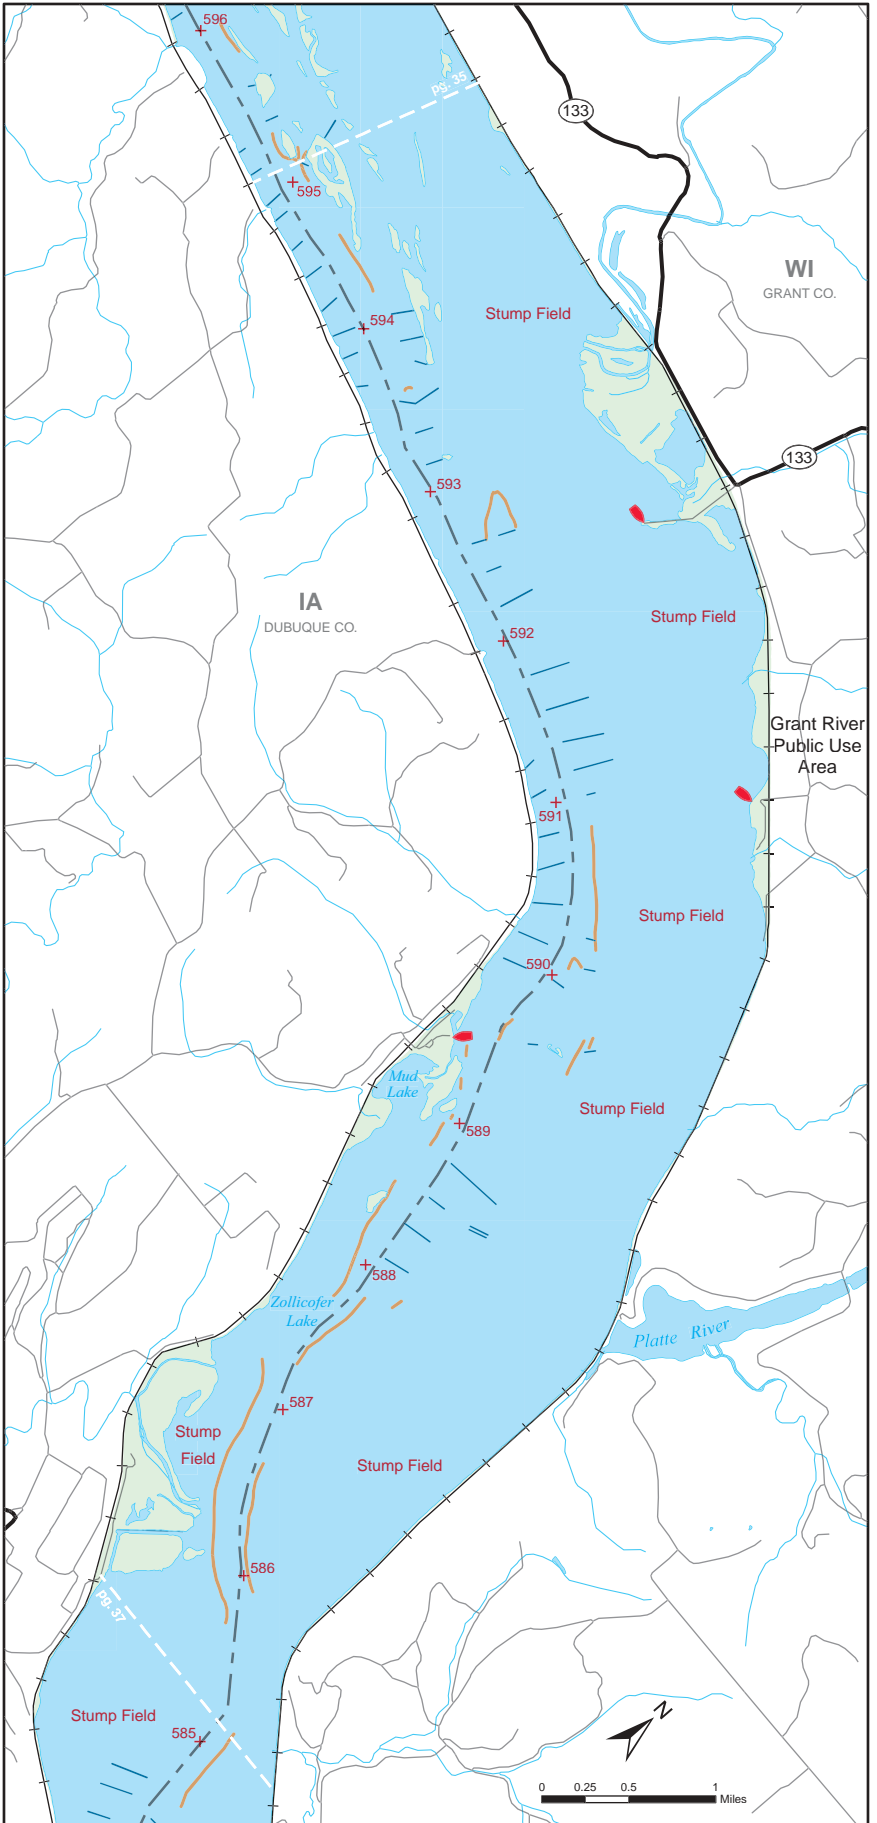 596
pg. 35
133
595
WI
GRANT CO.
Stump Field
594
133
593
IA
DUBUQUE CO.
Stump Field
592
Grant River
Public Use
Area
591
Stump Field
590
Mud
Lake
Stump Field
589
588
Zollicofer
Lake
Platte River
587
Stump
Field
Stump Field
586
pg. 37
N
Stump Field
585
0 0.25 0.5 1
Miles